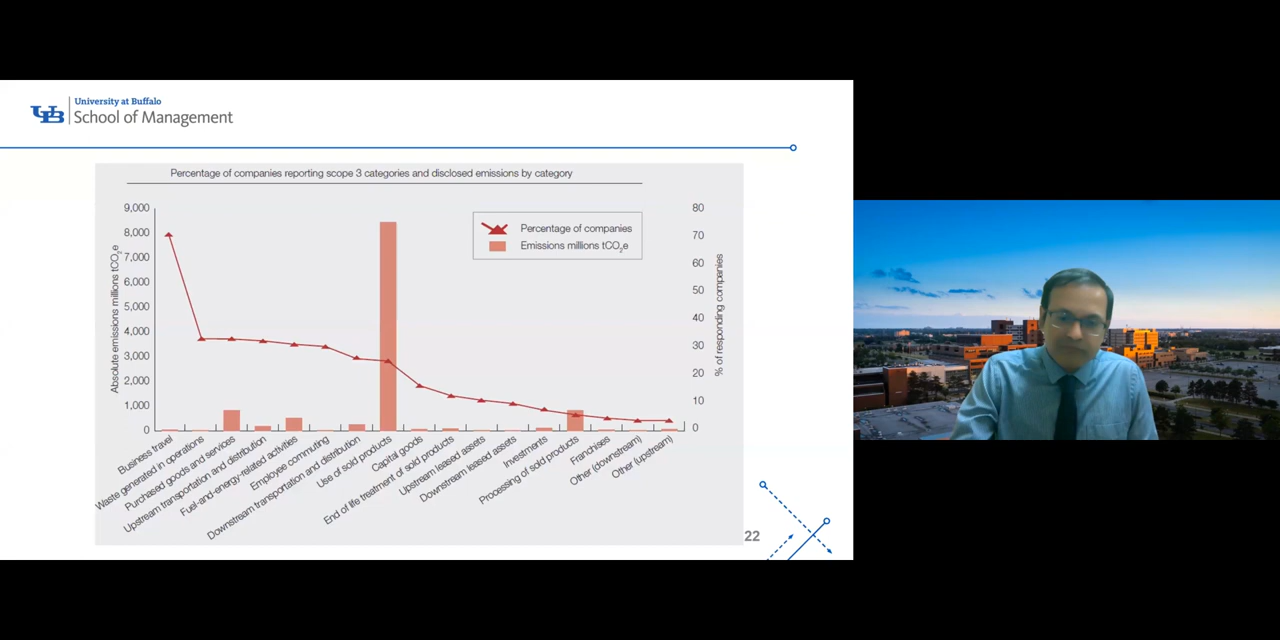 University at Buffalo
UB School of Management
Percentage of companies reporting scope 3 categories and disclosed emissions by category
Absolute emissions millions tCO₂e
9,000
8,000
7,000
6,000
5,000
4,000
3,000
2,000
1,000
0
Percentage of companies
Emissions millions tCO₂e
80
70
60
50
40
30
20
10
0
% of responding companies
Business travel
Waste generated in operations
Purchased goods and services
Upstream transportation and distribution
Fuel-and-energy-related activities
Employee commuting
Downstream transportation and distribution
Use of sold products
Capital goods
End of life treatment of sold products
Upstream leased assets
Downstream leased assets
Investments
Processing of sold products
Franchises
Other (downstream)
Other (upstream)
22